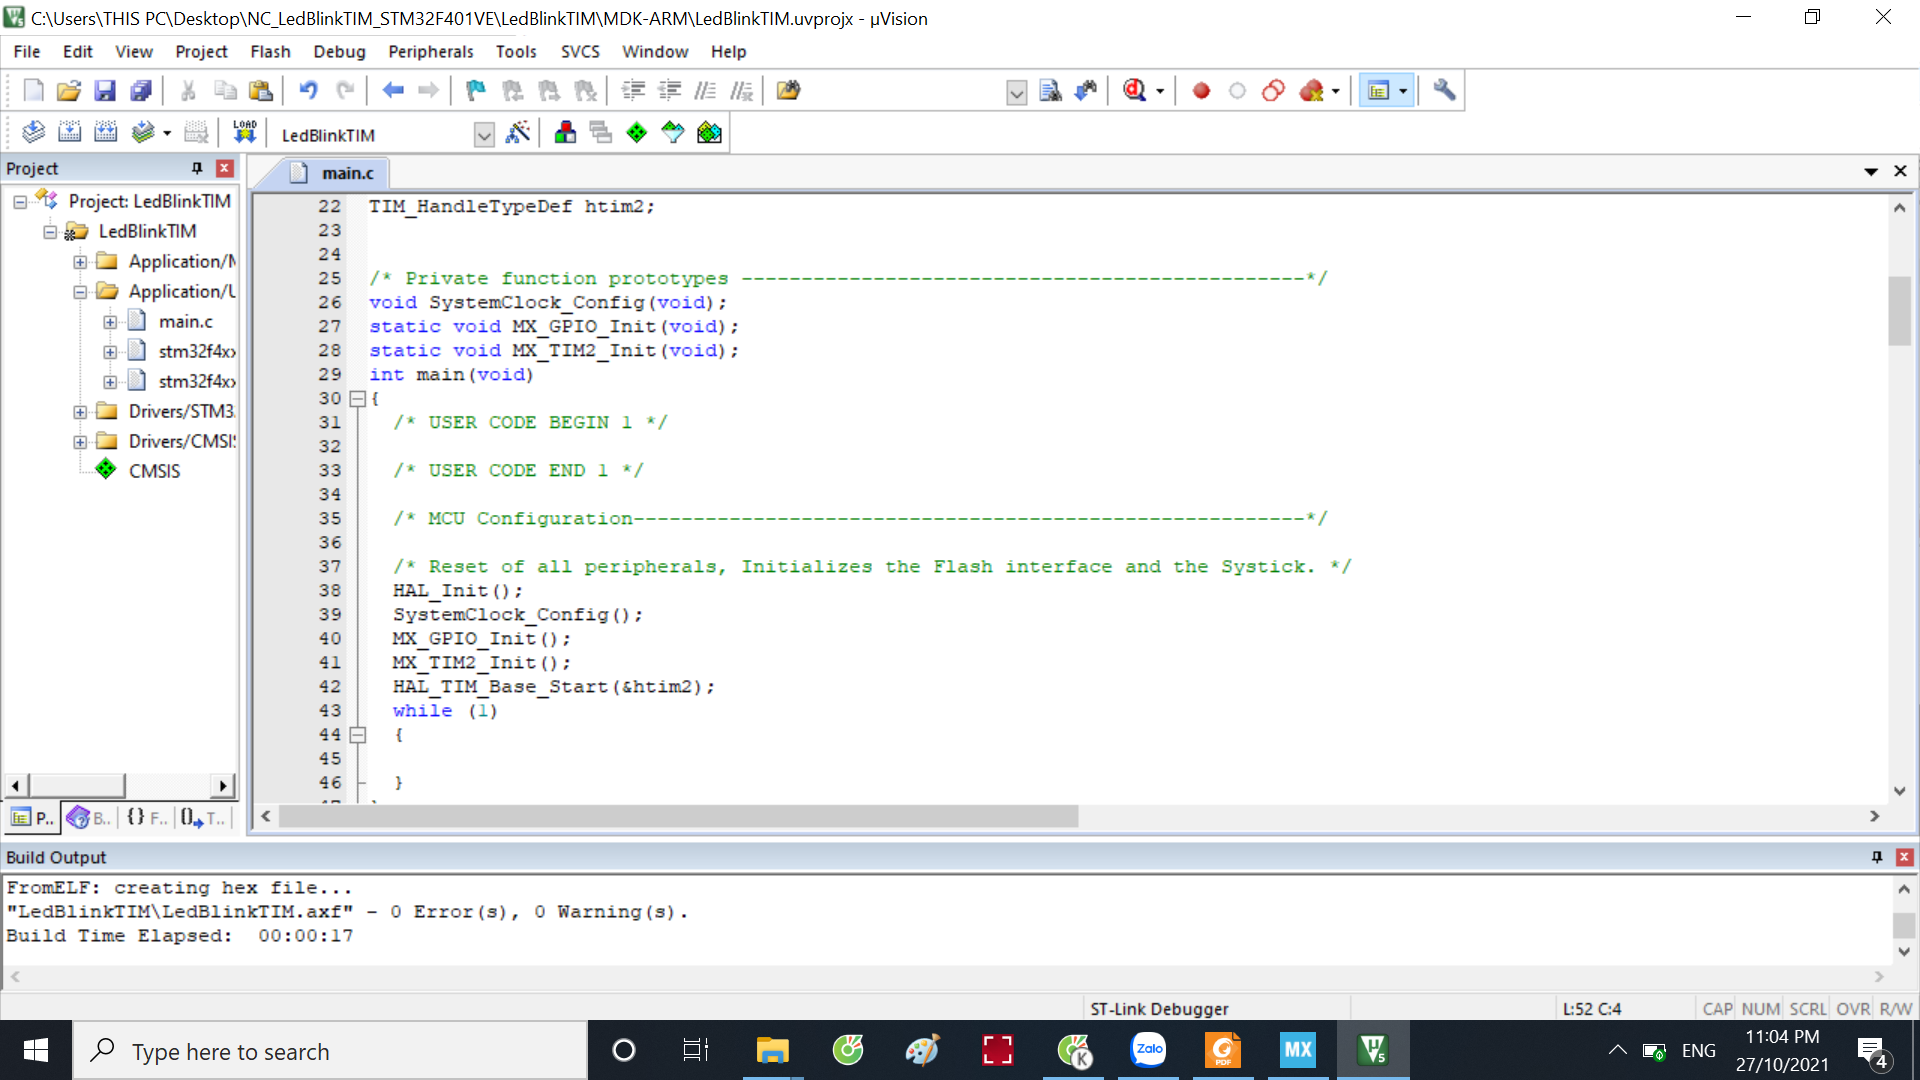 C:\Users\THIS PC\Desktop\NC_LedBlinkTIM_STM32F401VE\LedBlinkTIM\MDK-ARM\LedBlinkTIM.uvprojx - µVision
File Edit View Project Flash Debug Peripherals Tools SVCS Window Help
LOAD
LedBlinkTIM
Project
Project: LedBlinkTIM
LedBlinkTIM
Application/
Application/
main.c
stm32f4x
stm32f4x
Drivers/STM3
Drivers/CMSI
CMSIS
P.. B.. {} F.. T..
main.c
22 TIM_HandleTypeDef htim2;
23
24
25 /* Private function prototypes -----------------------------------------------*/
26 void SystemClock_Config(void);
27 static void MX_GPIO_Init(void);
28 static void MX_TIM2_Init(void);
29 int main(void)
30 {
31 /* USER CODE BEGIN 1 */
32
33 /* USER CODE END 1 */
34
35 /* MCU Configuration--------------------------------------------------------*/
36
37 /* Reset of all peripherals, Initializes the Flash interface and the Systick. */
38 HAL_Init();
39 SystemClock_Config();
40 MX_GPIO_Init();
41 MX_TIM2_Init();
42 HAL_TIM_Base_Start(&htim2);
43 while (1)
44 {
45
46 }
Build Output
FromELF: creating hex file...
"LedBlinkTIM\LedBlinkTIM.axf" - 0 Error(s), 0 Warning(s).
Build Time Elapsed: 00:00:17
ST-Link Debugger L:52 C:4 CAP NUM SCRL OVR R/W
Type here to search
K
Zalo
PDF
MX
V5
ENG
11:04 PM
27/10/2021
4